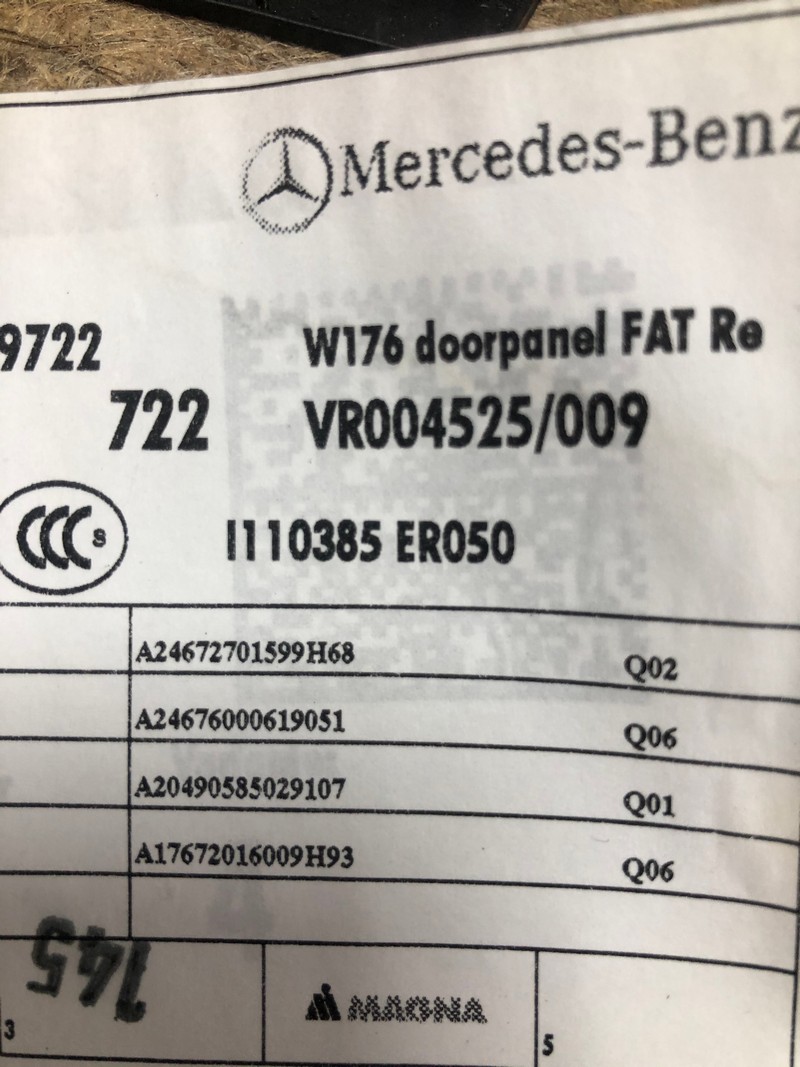 Mercedes-Benz
9722 W176 doorpanel FAT Re
722 VR004525/009
CCC S I110385 ER050
A24672701599H68 Q02
A24676000619051 Q06
A20490585029107 Q01
A17672016009H93 Q06
145
3 MAGNA 5